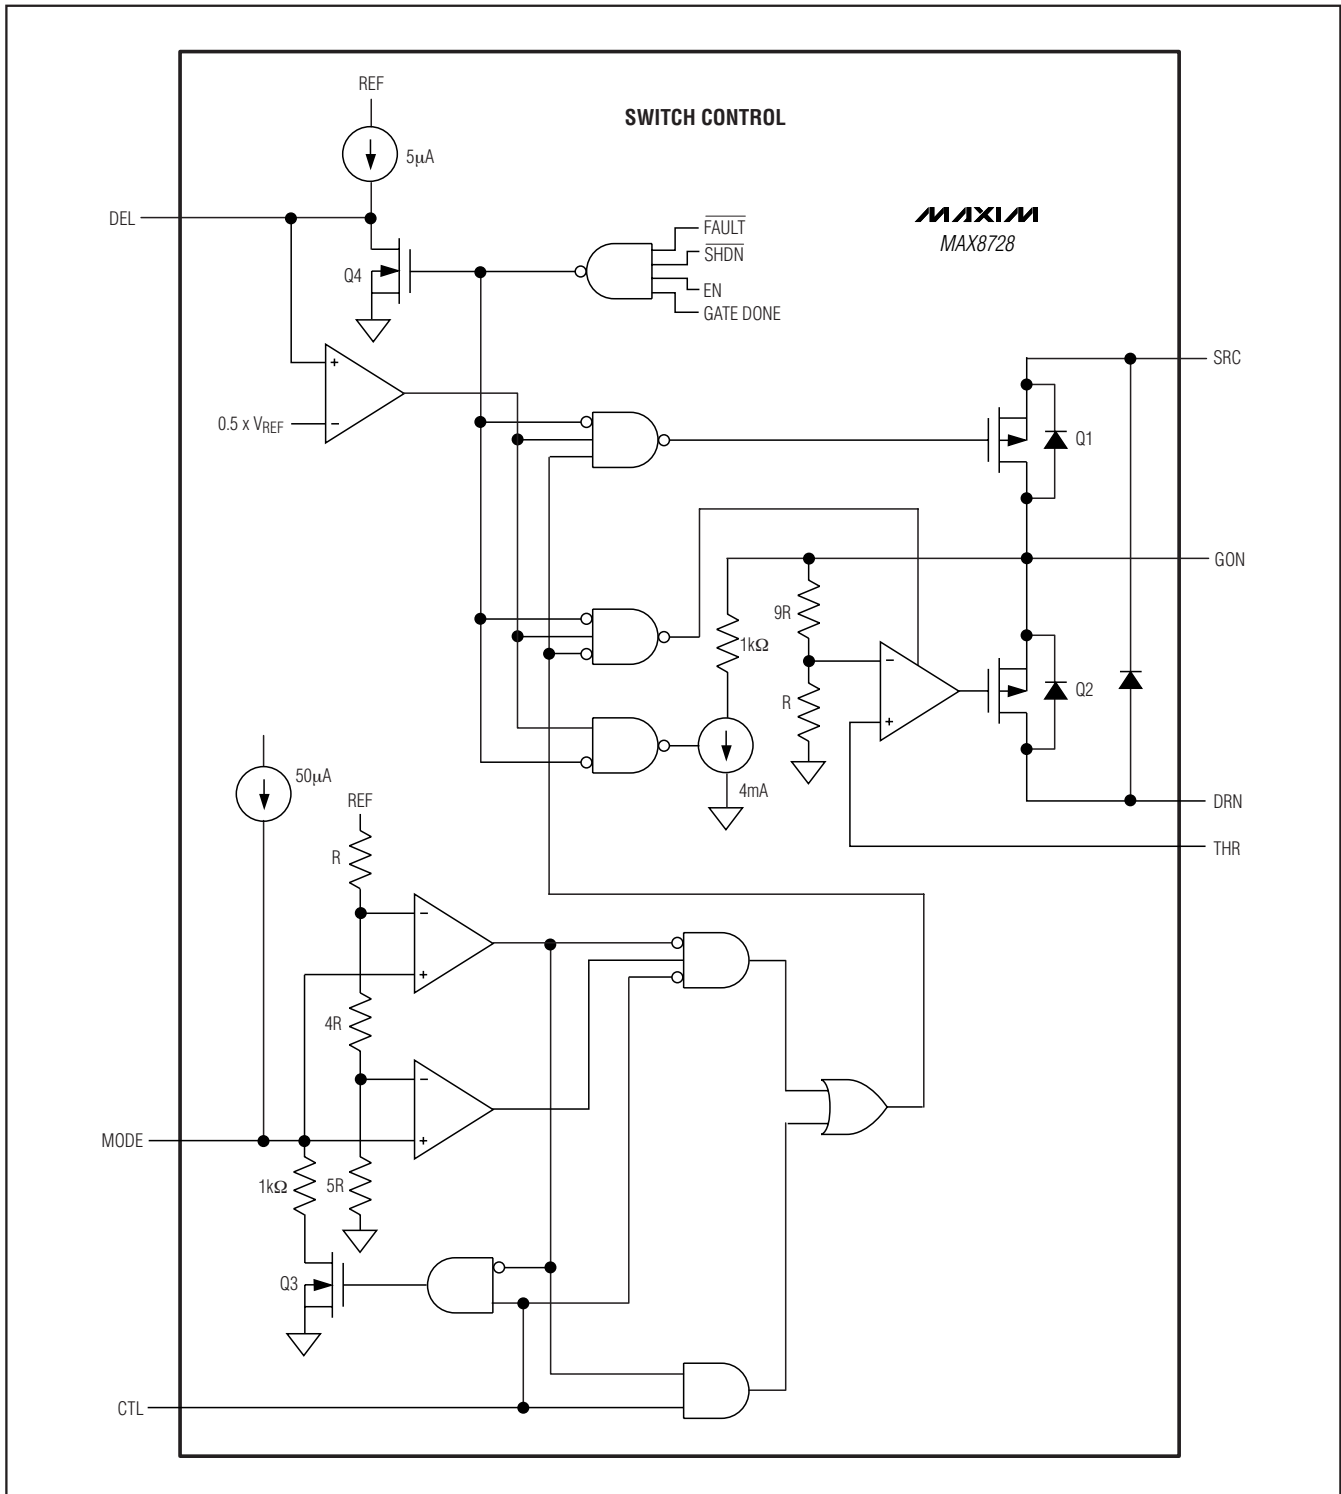 REF
SWITCH CONTROL
5µA
MAXIM
MAX8728
DEL
FAULT
SHDN
EN
GATE DONE
Q4
SRC
0.5 x VREF
Q1
GON
9R
1kΩ
R
Q2
4mA
DRN
THR
50µA
REF
R
4R
MODE
1kΩ
5R
Q3
CTL
+
−
−
+
−
+
−
+